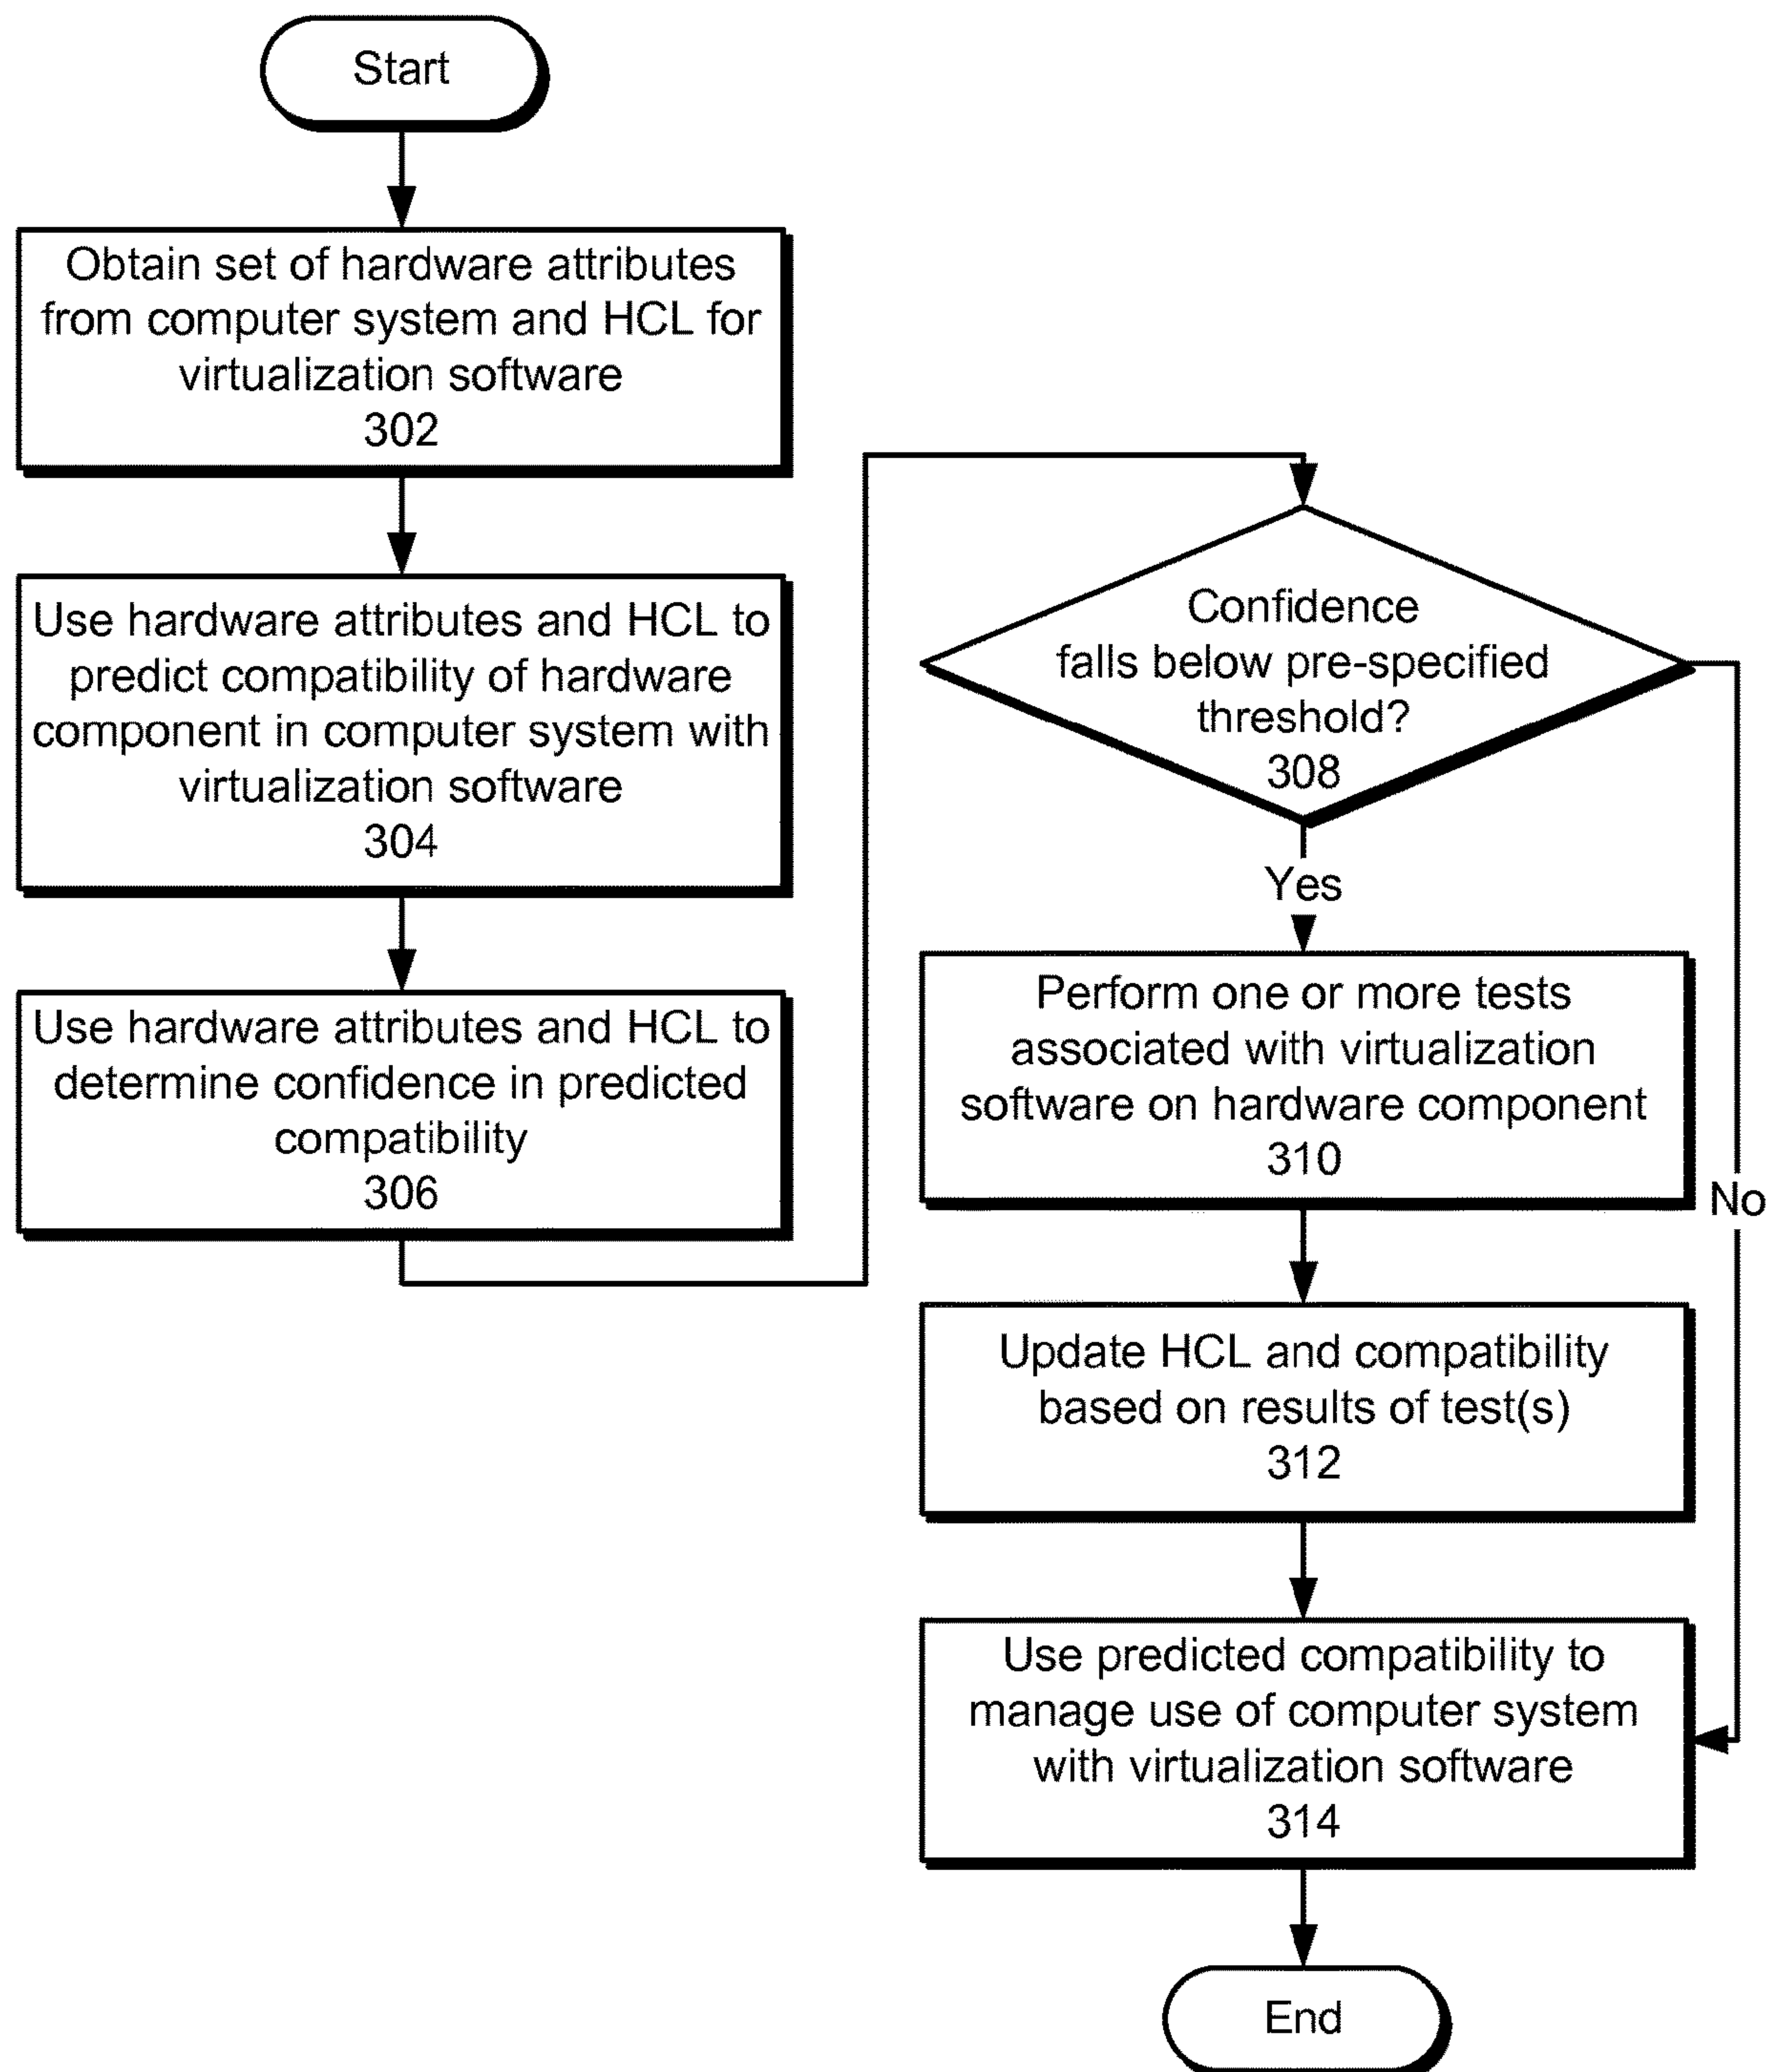 Start
Obtain set of hardware attributes
from computer system and HCL for
virtualization software
302
Use hardware attributes and HCL to
predict compatibility of hardware
component in computer system with
virtualization software
304
Use hardware attributes and HCL to
determine confidence in predicted
compatibility
306
Confidence
falls below pre-specified
threshold?
308
Yes
No
Perform one or more tests
associated with virtualization
software on hardware component
310
Update HCL and compatibility
based on results of test(s)
312
Use predicted compatibility to
manage use of computer system
with virtualization software
314
End